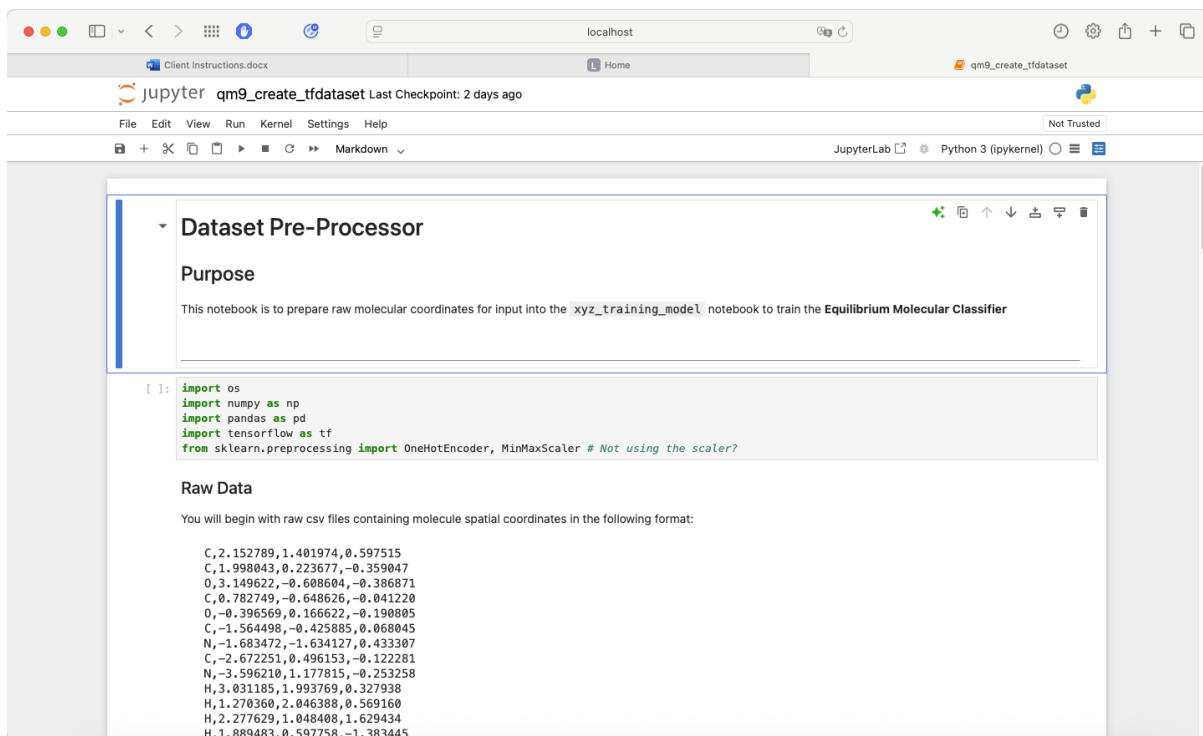 localhost
Client Instructions.docx
Home
qm9_create_tfdataset
jupyter qm9_create_tfdataset Last Checkpoint: 2 days ago
File Edit View Run Kernel Settings Help
Not Trusted
Markdown
JupyterLab
Python 3 (ipykernel)
Dataset Pre-Processor
Purpose
This notebook is to prepare raw molecular coordinates for input into the xyz_training_model notebook to train the Equilibrium Molecular Classifier
[ ]:
import os
import numpy as np
import pandas as pd
import tensorflow as tf
from sklearn.preprocessing import OneHotEncoder, MinMaxScaler # Not using the scaler?
Raw Data
You will begin with raw csv files containing molecule spatial coordinates in the following format:
C,2.152789,1.401974,0.597515
C,1.998043,0.223677,-0.359047
O,3.149622,-0.608604,-0.386871
C,0.782749,-0.648626,-0.041220
O,-0.396569,0.166622,-0.190805
C,-1.564498,-0.425885,0.068045
N,-1.683472,-1.634127,0.433307
C,-2.672251,0.496153,-0.122281
N,-3.596210,1.177815,-0.253258
H,3.031185,1.993769,0.327938
H,1.270360,2.046388,0.569160
H,2.277629,1.048408,1.629434
H,1.889483,0.597758,-1.383445